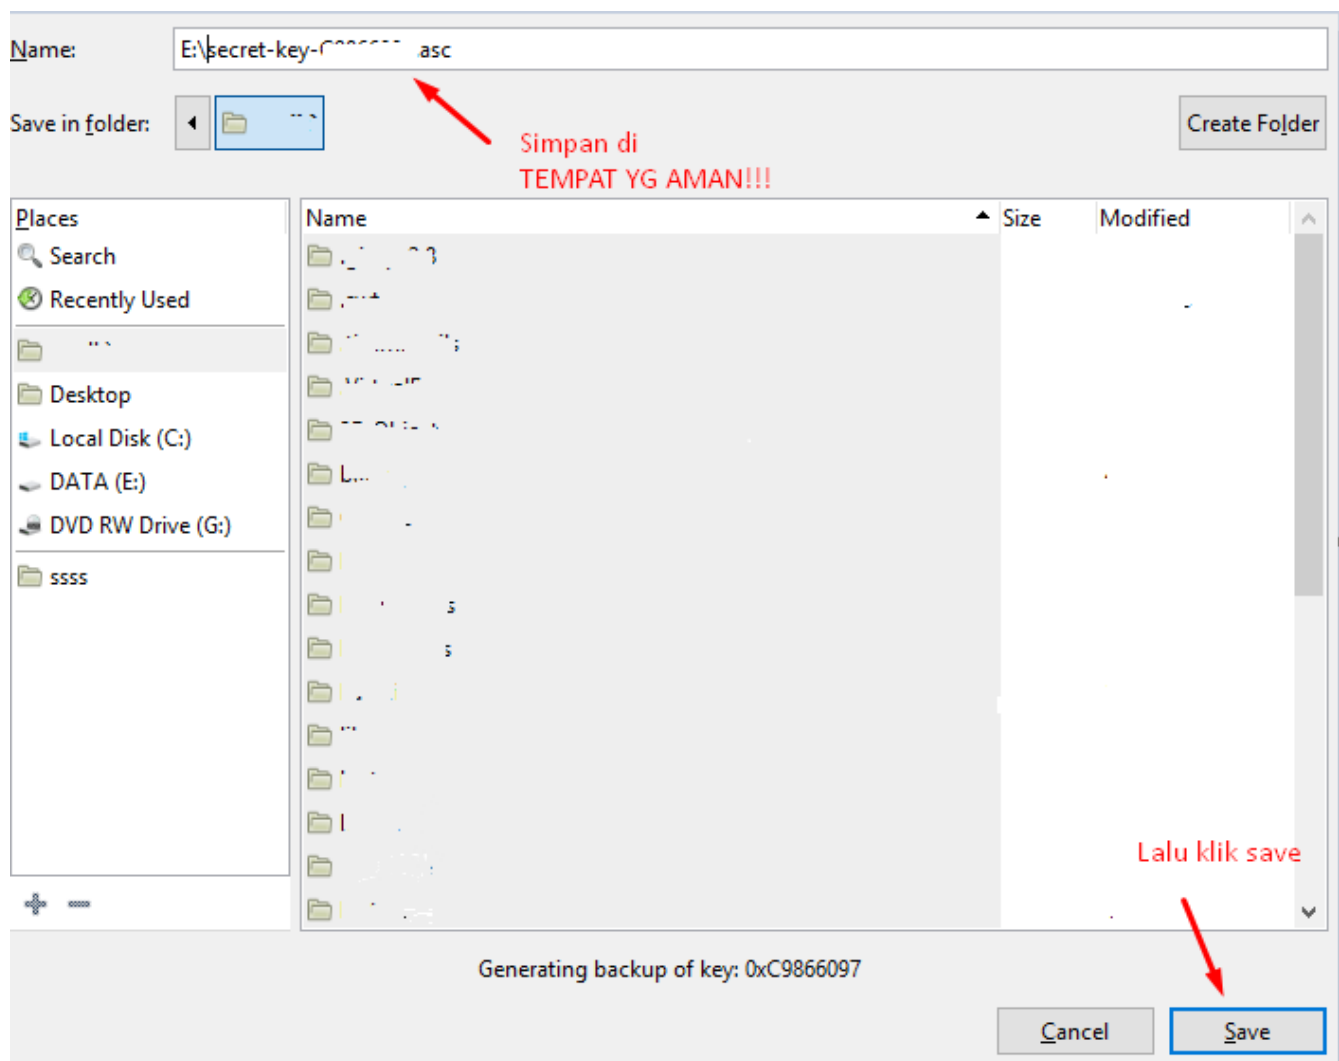 Name:
E:\secret-key- .asc
Save in folder:
Create Folder
Simpan di
TEMPAT YG AMAN!!!
Places
Name Size Modified
Search
Recently Used
Desktop
Local Disk (C:)
DATA (E:)
DVD RW Drive (G:)
ssss
Lalu klik save
Generating backup of key: 0xC9866097
Cancel Save